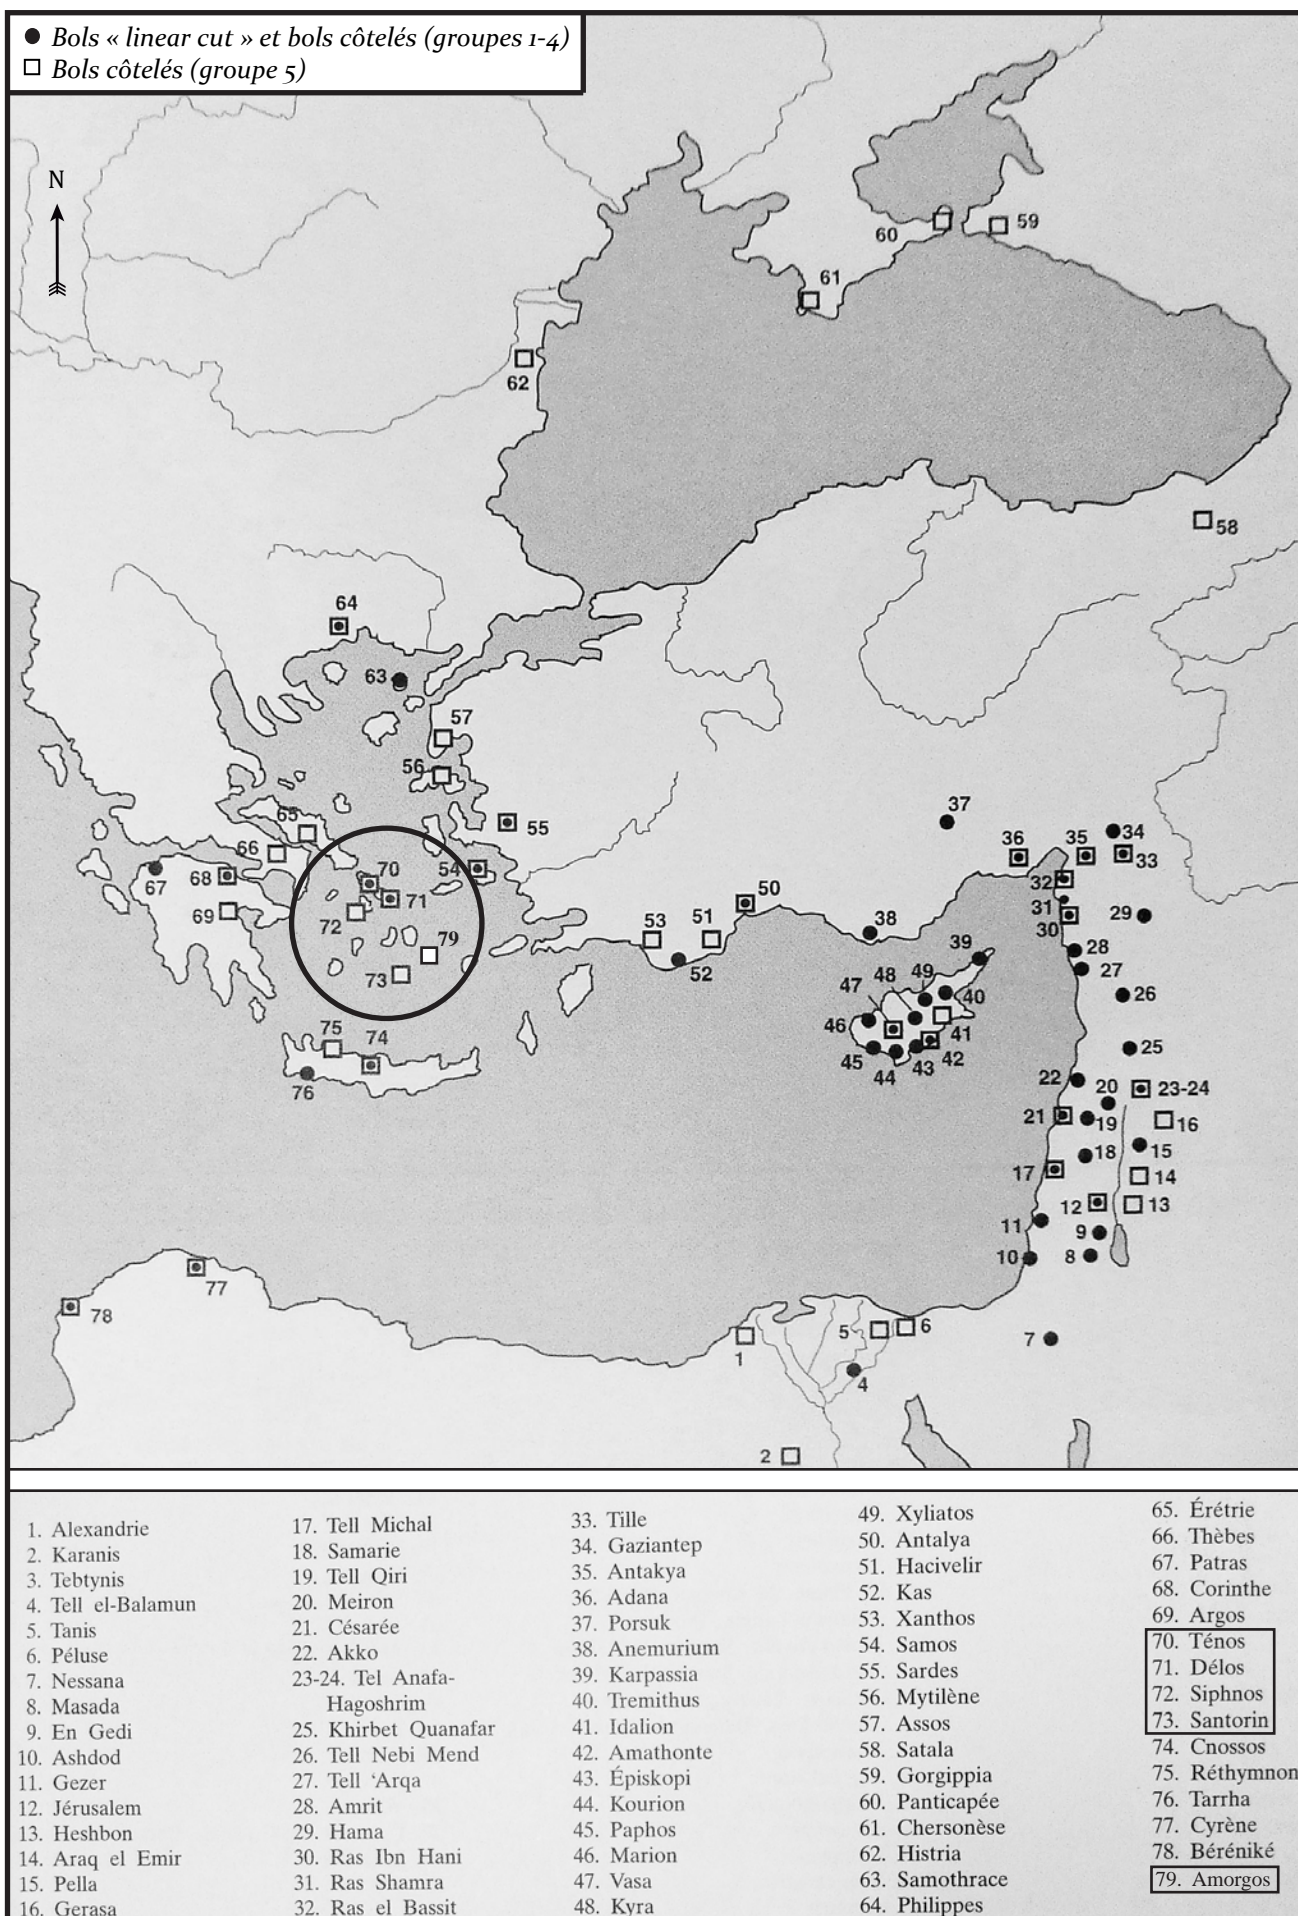 ● Bols « linear cut » et bols côtelés (groupes 1-4)
□ Bols côtelés (groupe 5)
N
59
60
61
62
58
64
63
57
56
37
65
55
66
34
36
35
33
70
54
67
68
32
71
50
69
72
31
29
53
51
38
30
79
39
28
52
49
48
27
73
40
47
26
46
41
75
74
45
43
42
25
44
22
76
20
23-24
21
19
16
18
15
17
14
12
13
11
9
10
8
77
78
5
6
7
1
4
2
1. Alexandrie
2. Karanis
3. Tebtynis
4. Tell el-Balamun
5. Tanis
6. Péluse
7. Nessana
8. Masada
9. En Gedi
10. Ashdod
11. Gezer
12. Jérusalem
13. Heshbon
14. Araq el Emir
15. Pella
16. Gerasa
17. Tell Michal
18. Samarie
19. Tell Qiri
20. Meiron
21. Césarée
22. Akko
23-24. Tel Anafa-
Hagoshrim
25. Khirbet Quanafar
26. Tell Nebi Mend
27. Tell ‘Arqa
28. Amrit
29. Hama
30. Ras Ibn Hani
31. Ras Shamra
32. Ras el Bassit
33. Tille
34. Gaziantep
35. Antakya
36. Adana
37. Porsuk
38. Anemurium
39. Karpassia
40. Tremithus
41. Idalion
42. Amathonte
43. Épiskopi
44. Kourion
45. Paphos
46. Marion
47. Vasa
48. Kyra
49. Xyliatos
50. Antalya
51. Hacivelir
52. Kas
53. Xanthos
54. Samos
55. Sardes
56. Mytilène
57. Assos
58. Satala
59. Gorgippia
60. Panticapée
61. Chersonèse
62. Histria
63. Samothrace
64. Philippes
65. Érétrie
66. Thèbes
67. Patras
68. Corinthe
69. Argos
70. Ténos
71. Délos
72. Siphnos
73. Santorin
74. Cnossos
75. Réthymnon
76. Tarrha
77. Cyrène
78. Béréniké
79. Amorgos